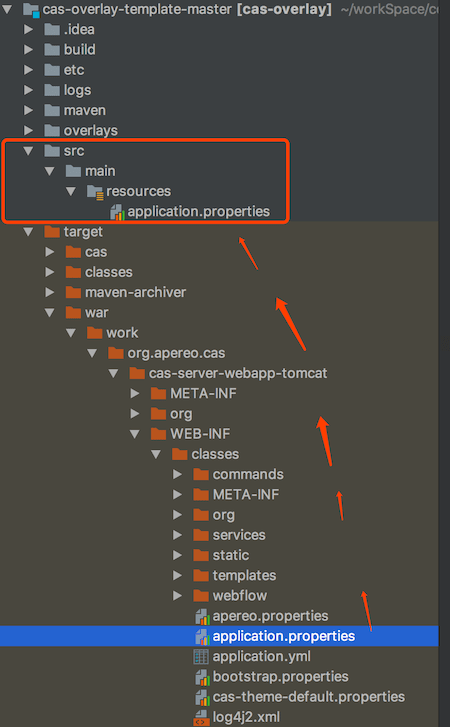 cas-overlay-template-master [cas-overlay] ~/workSpace/c
.idea
build
etc
logs
maven
overlays
src
main
resources
application.properties
target
cas
classes
maven-archiver
war
work
org.apereo.cas
cas-server-webapp-tomcat
META-INF
org
WEB-INF
classes
commands
META-INF
org
services
static
templates
webflow
apereo.properties
application.properties
application.yml
bootstrap.properties
cas-theme-default.properties
log4j2.xml